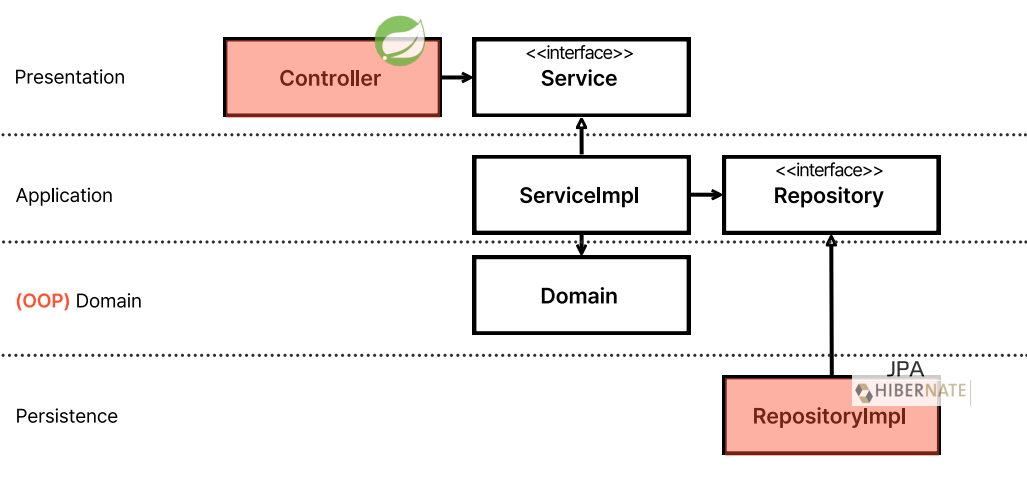 Presentation
Controller
<<interface>>
Service
Application
ServiceImpl
<<interface>>
Repository
(OOP) Domain
Domain
Persistence
JPA
HIBERNATE
RepositoryImpl